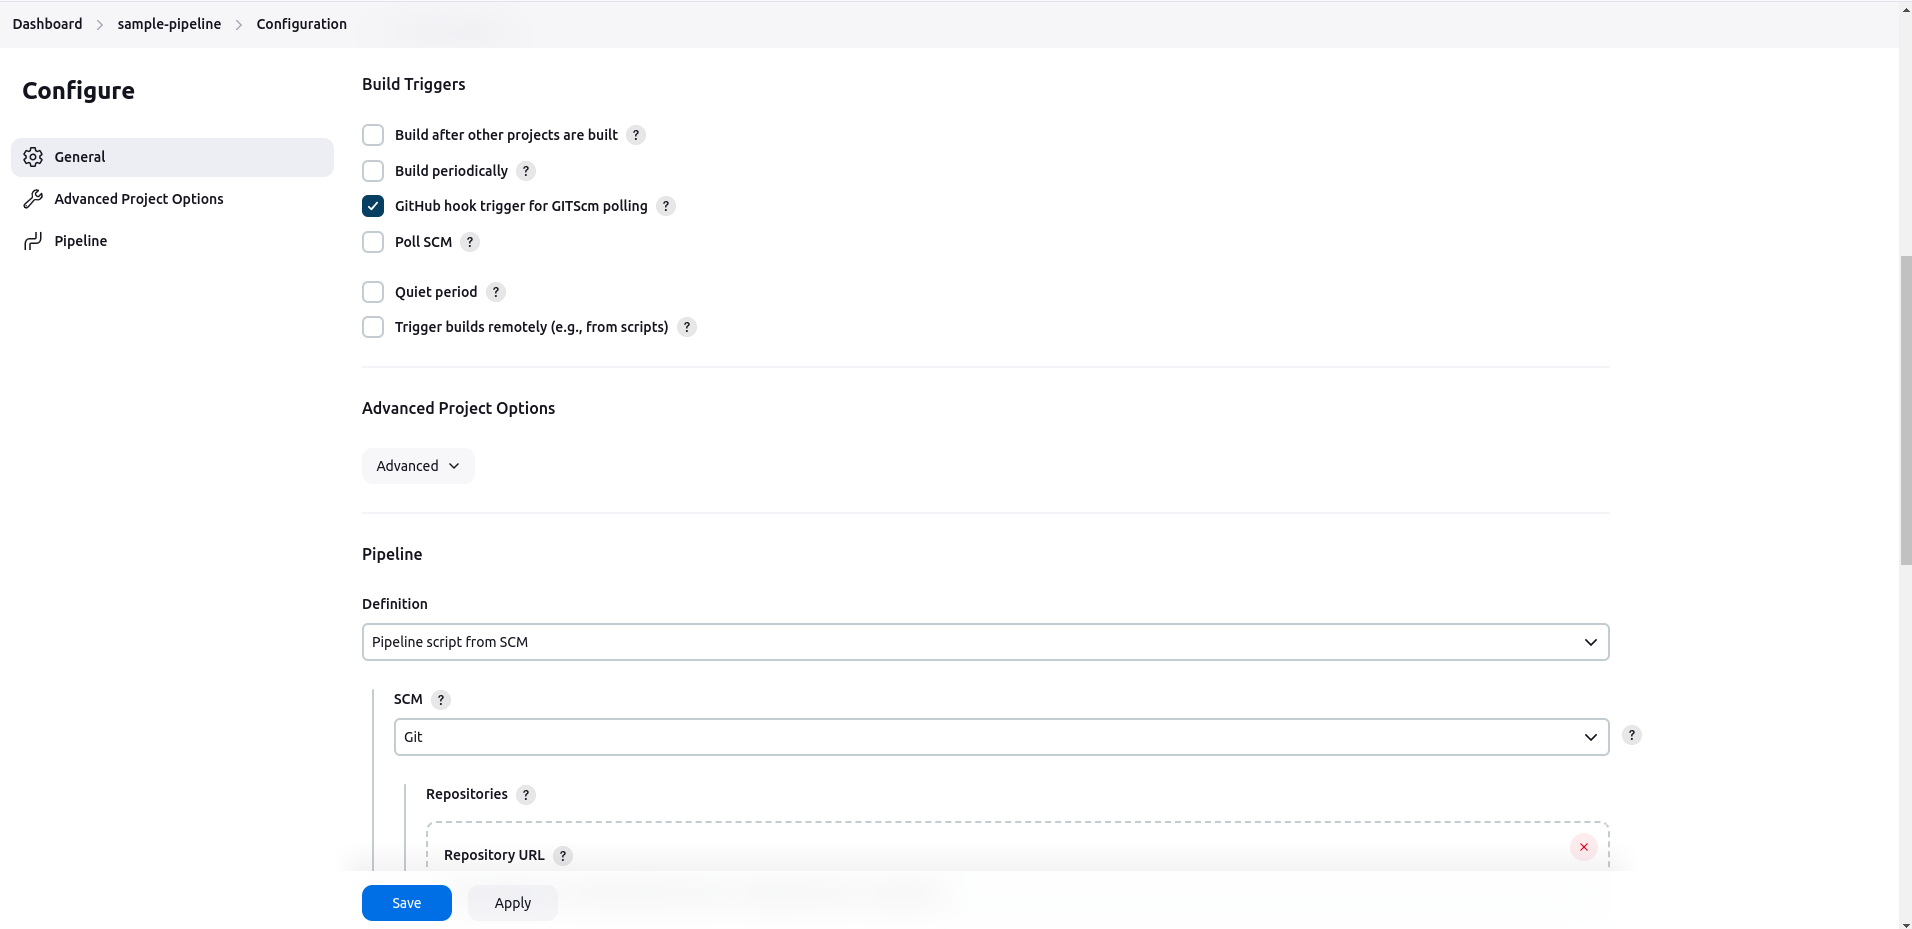 Dashboard > sample-pipeline > Configuration
Configure
General
Advanced Project Options
Pipeline
Build Triggers
Build after other projects are built ?
Build periodically ?
GitHub hook trigger for GITScm polling ?
Poll SCM ?
Quiet period ?
Trigger builds remotely (e.g., from scripts) ?
Advanced Project Options
Advanced
Pipeline
Definition
Pipeline script from SCM
SCM ?
Git
?
Repositories ?
Repository URL ?
Save
Apply